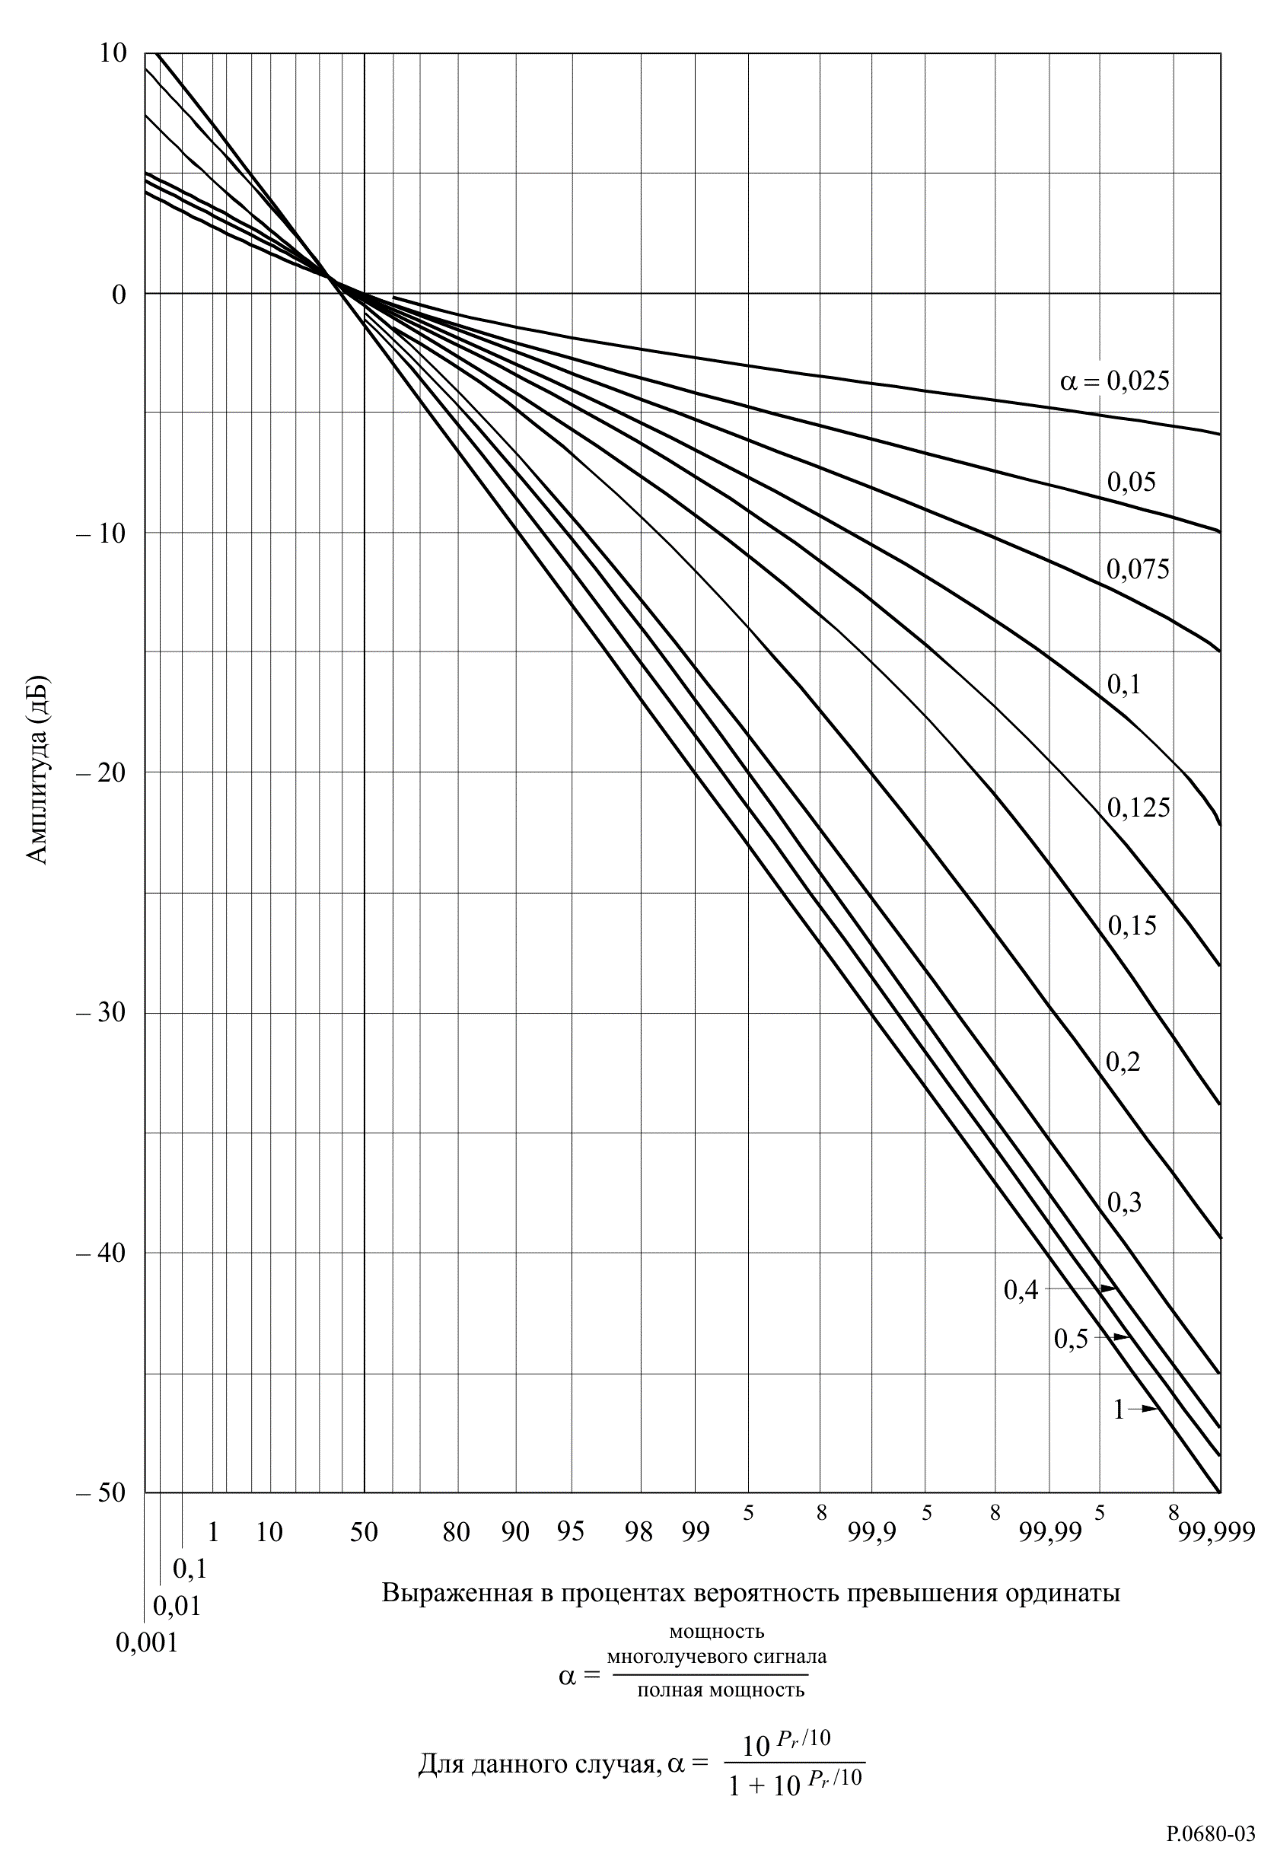 10
0
– 10
– 20
– 30
– 40
– 50
Амплитуда (дБ)
α = 0,025
0,05
0,075
0,1
0,125
0,15
0,2
0,3
0,4
0,5
1
5 8 5 8 5 8
1 10 50 80 90 95 98 99 99,9 99,99 99,999
0,1
0,01
0,001
Выраженная в процентах вероятность превышения ординаты
мощность
многолучевого сигнала
α =
полная мощность
Для данного случая, α = 10 Pr /10
1 + 10 Pr /10
P.0680-03